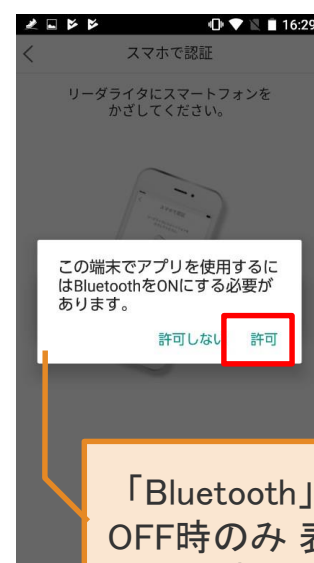 16:29
スマホで認証
リーダライタにスマートフォンを
かざしてください。
この端末でアプリを使用するに
はBluetoothをONにする必要が
あります。
許可しない 許可
「Bluetooth」
OFF時のみ 表